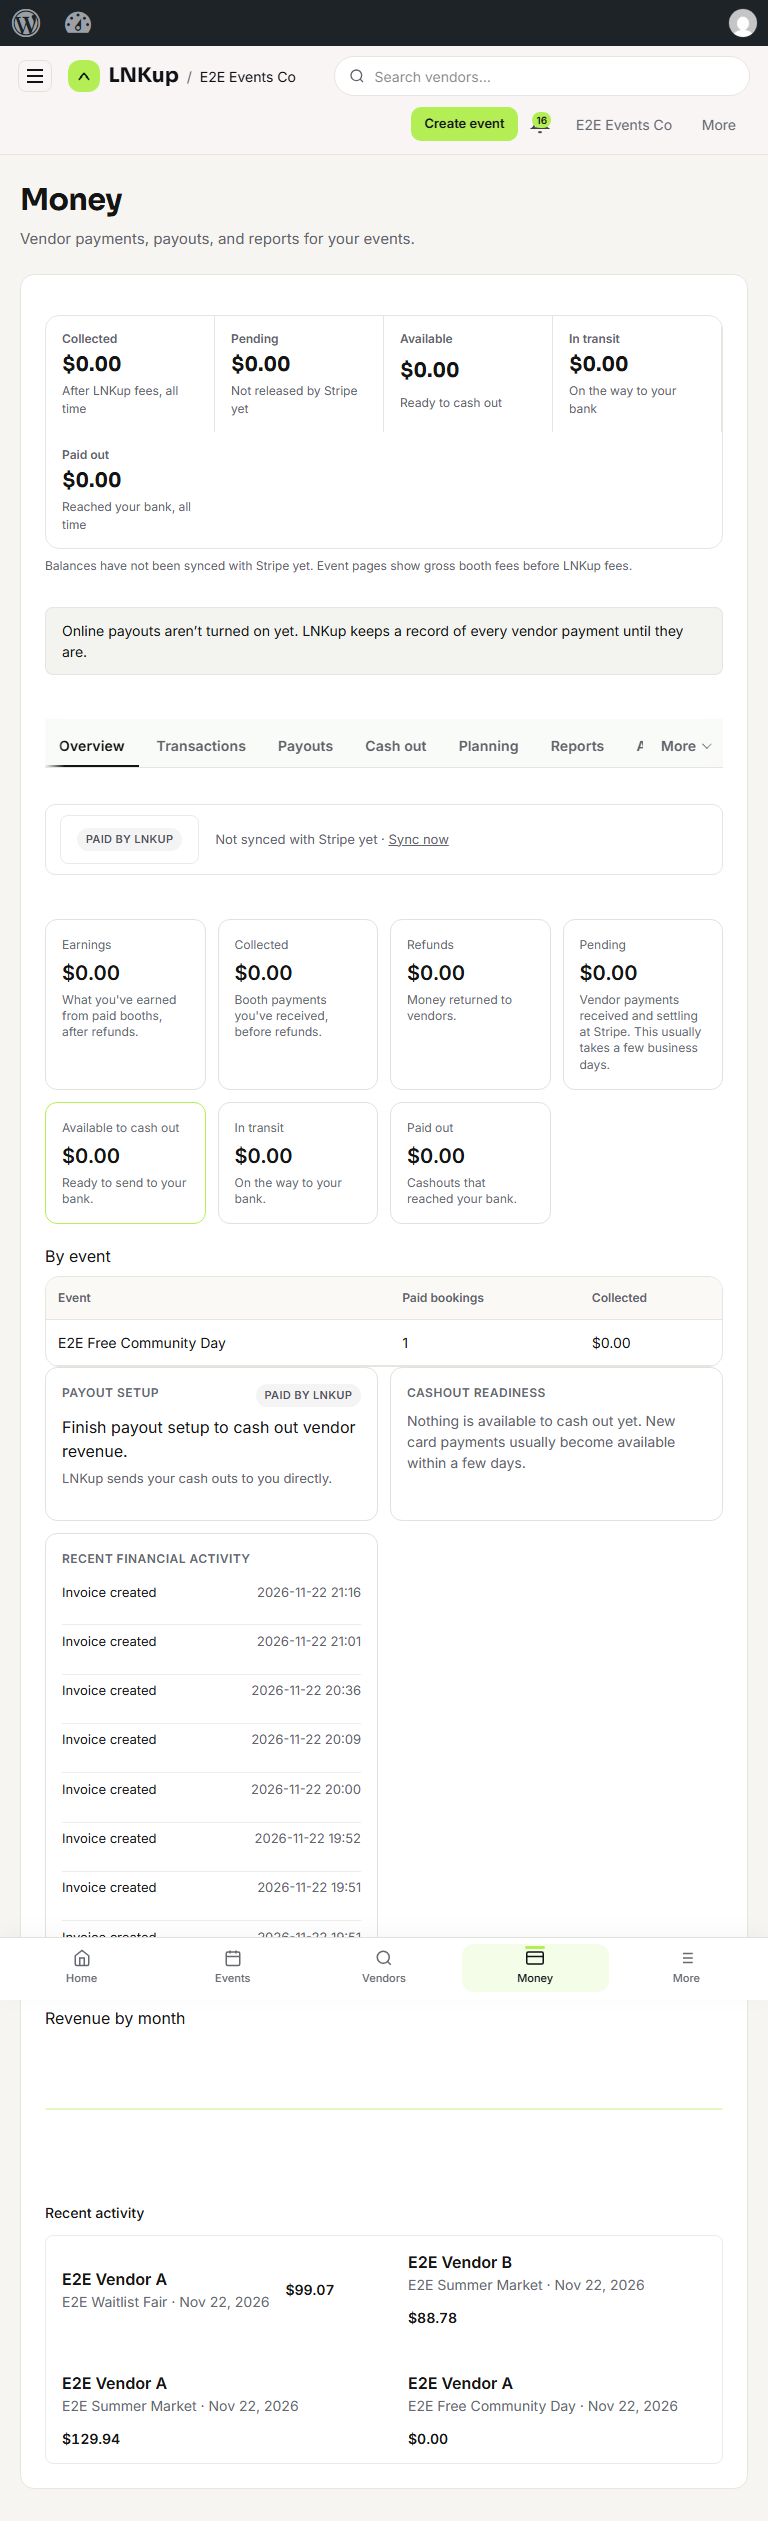 LNKup / E2E Events Co
Search vendors...
Create event
16
E2E Events Co
More
Money
Vendor payments, payouts, and reports for your events.
Collected
$0.00
After LNKup fees, all
time
Pending
$0.00
Not released by Stripe
yet
Available
$0.00
Ready to cash out
In transit
$0.00
On the way to your
bank
Paid out
$0.00
Reached your bank, all
time
Balances have not been synced with Stripe yet. Event pages show gross booth fees before LNKup fees.
Online payouts aren’t turned on yet. LNKup keeps a record of every vendor payment until they
are.
Overview
Transactions
Payouts
Cash out
Planning
Reports
More
PAID BY LNKUP
Not synced with Stripe yet · Sync now
Earnings
$0.00
What you've earned
from paid booths,
after refunds.
Collected
$0.00
Booth payments
you've received,
before refunds.
Refunds
$0.00
Money returned to
vendors.
Pending
$0.00
Vendor payments
received and settling
at Stripe. This usually
takes a few business
days.
Available to cash out
$0.00
Ready to send to your
bank.
In transit
$0.00
On the way to your
bank.
Paid out
$0.00
Cashouts that
reached your bank.
By event
Event
Paid bookings
Collected
E2E Free Community Day
1
$0.00
PAYOUT SETUP
PAID BY LNKUP
Finish payout setup to cash out vendor
revenue.
LNKup sends your cash outs to you directly.
CASHOUT READINESS
Nothing is available to cash out yet. New
card payments usually become available
within a few days.
RECENT FINANCIAL ACTIVITY
Invoice created 2026-11-22 21:16
Invoice created 2026-11-22 21:01
Invoice created 2026-11-22 20:36
Invoice created 2026-11-22 20:09
Invoice created 2026-11-22 20:00
Invoice created 2026-11-22 19:52
Invoice created 2026-11-22 19:51
Invoice created 2026-11-22 19:51
Home
Events
Vendors
Money
More
Revenue by month
Recent activity
E2E Vendor A
E2E Waitlist Fair · Nov 22, 2026
$99.07
E2E Vendor B
E2E Summer Market · Nov 22, 2026
$88.78
E2E Vendor A
E2E Summer Market · Nov 22, 2026
$129.94
E2E Vendor A
E2E Free Community Day · Nov 22, 2026
$0.00